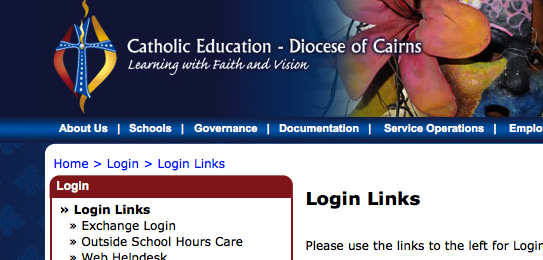 Catholic Education - Diocese of Cairns
Learning with Faith and Vision
About Us | Schools | Governance | Documentation | Service Operations |
Home > Login > Login Links
Login
» Login Links
» Exchange Login
» Outside School Hours Care
» Web Helpdesk
Login Links
Please use the links to the left for